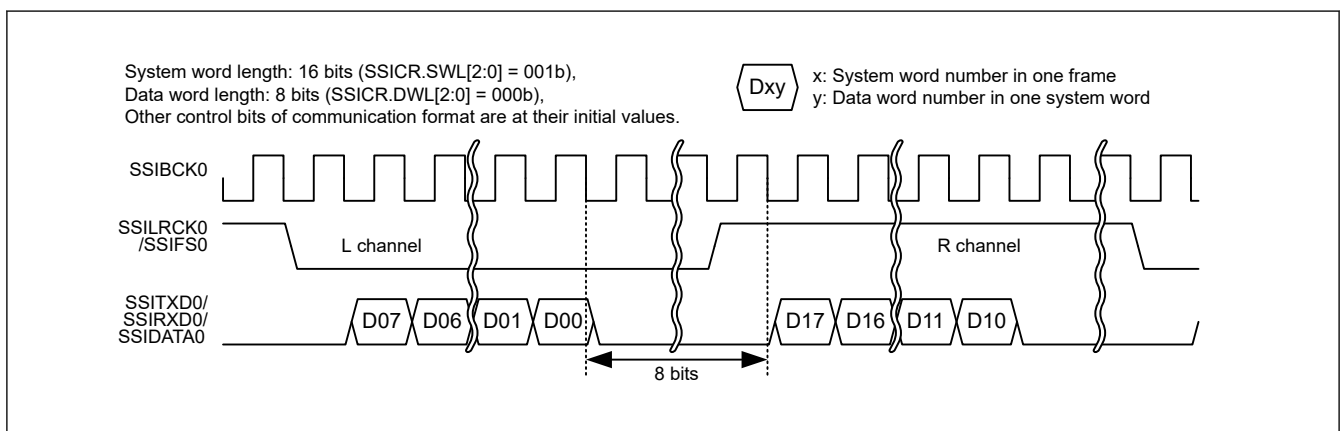 System word length: 16 bits (SSICR.SWL[2:0] = 001b),
Data word length: 8 bits (SSICR.DWL[2:0] = 000b),
Other control bits of communication format are at their initial values.
Dxy
x: System word number in one frame
y: Data word number in one system word
SSIBCK0
SSILRCK0
/SSIFS0
L channel
R channel
SSITXD0/
SSIRXD0/
SSIDATA0
D07 D06 D01 D00 D17 D16 D11 D10
8 bits